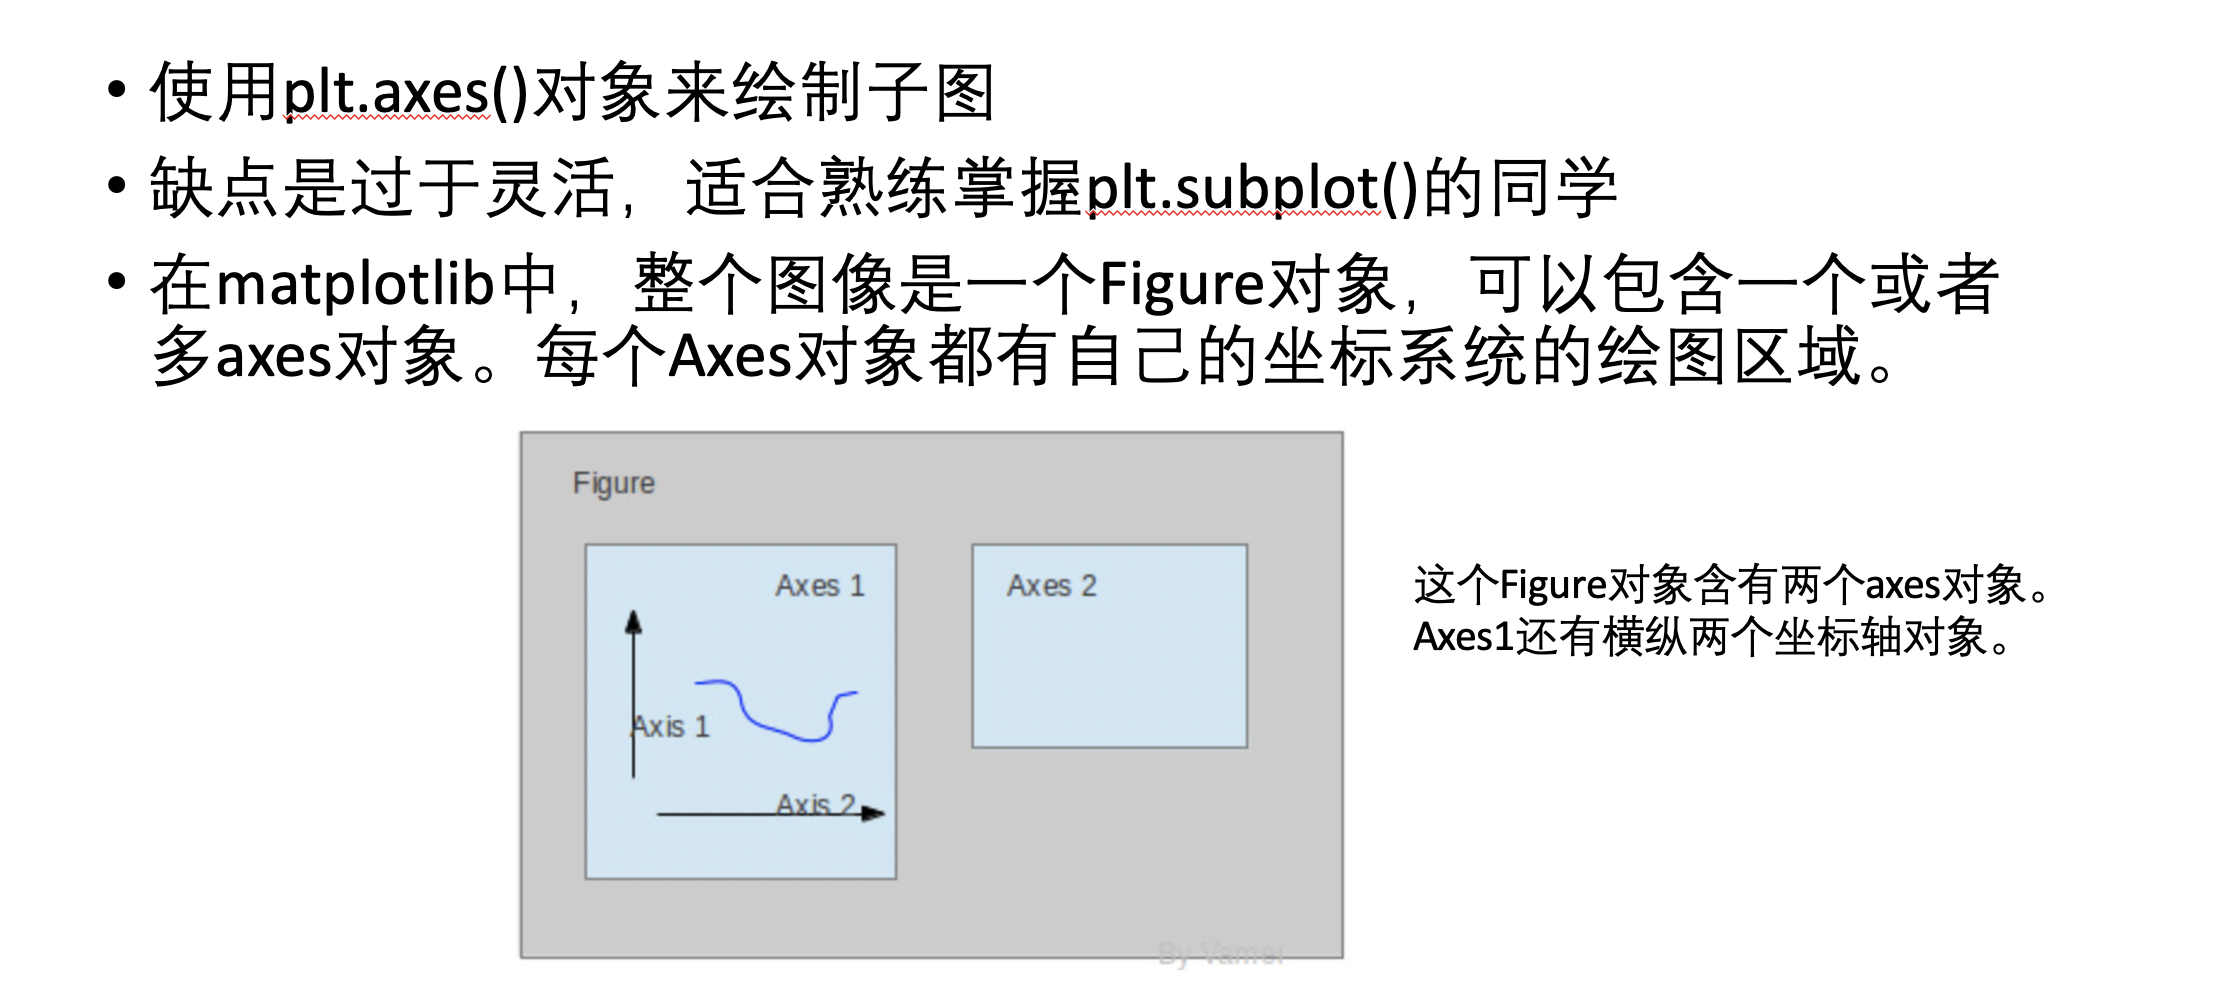 • 使用plt.axes()对象来绘制子图
• 缺点是过于灵活，适合熟练掌握plt.subplot()的同学
• 在matplotlib中，整个图像是一个Figure对象，可以包含一个或者
多axes对象。每个Axes对象都有自己的坐标系统的绘图区域。
Figure
Axes 1
Axis 1
Axis 2
Axes 2
By Vamei
这个Figure对象含有两个axes对象。
Axes1还有横纵两个坐标轴对象。